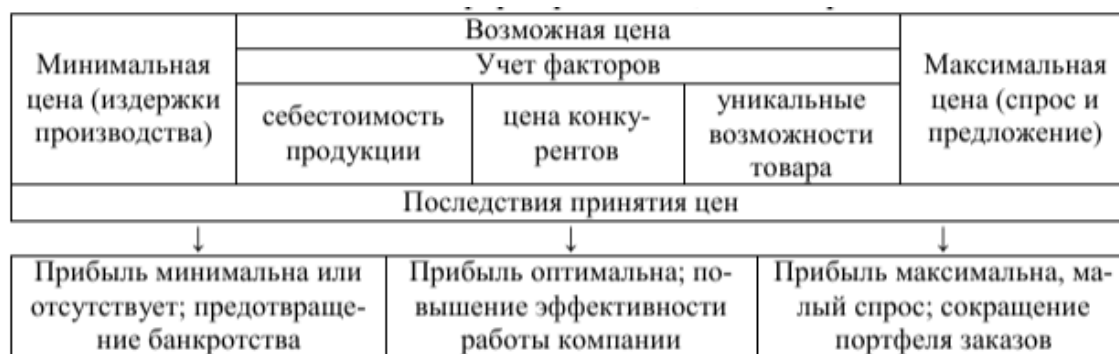 Минимальная
цена (издержки
производства)
Возможная цена
Учет факторов
себестоимость
продукции
цена конку-
рентов
уникальные
возможности
товара
Максимальная
цена (спрос и
предложение)
Последствия принятия цен
↓ ↓ ↓
Прибыль минимальна или
отсутствует; предотвраще-
ние банкротства
Прибыль оптимальна; по-
вышение эффективности
работы компании
Прибыль максимальна, ма-
лый спрос; сокращение
портфеля заказов